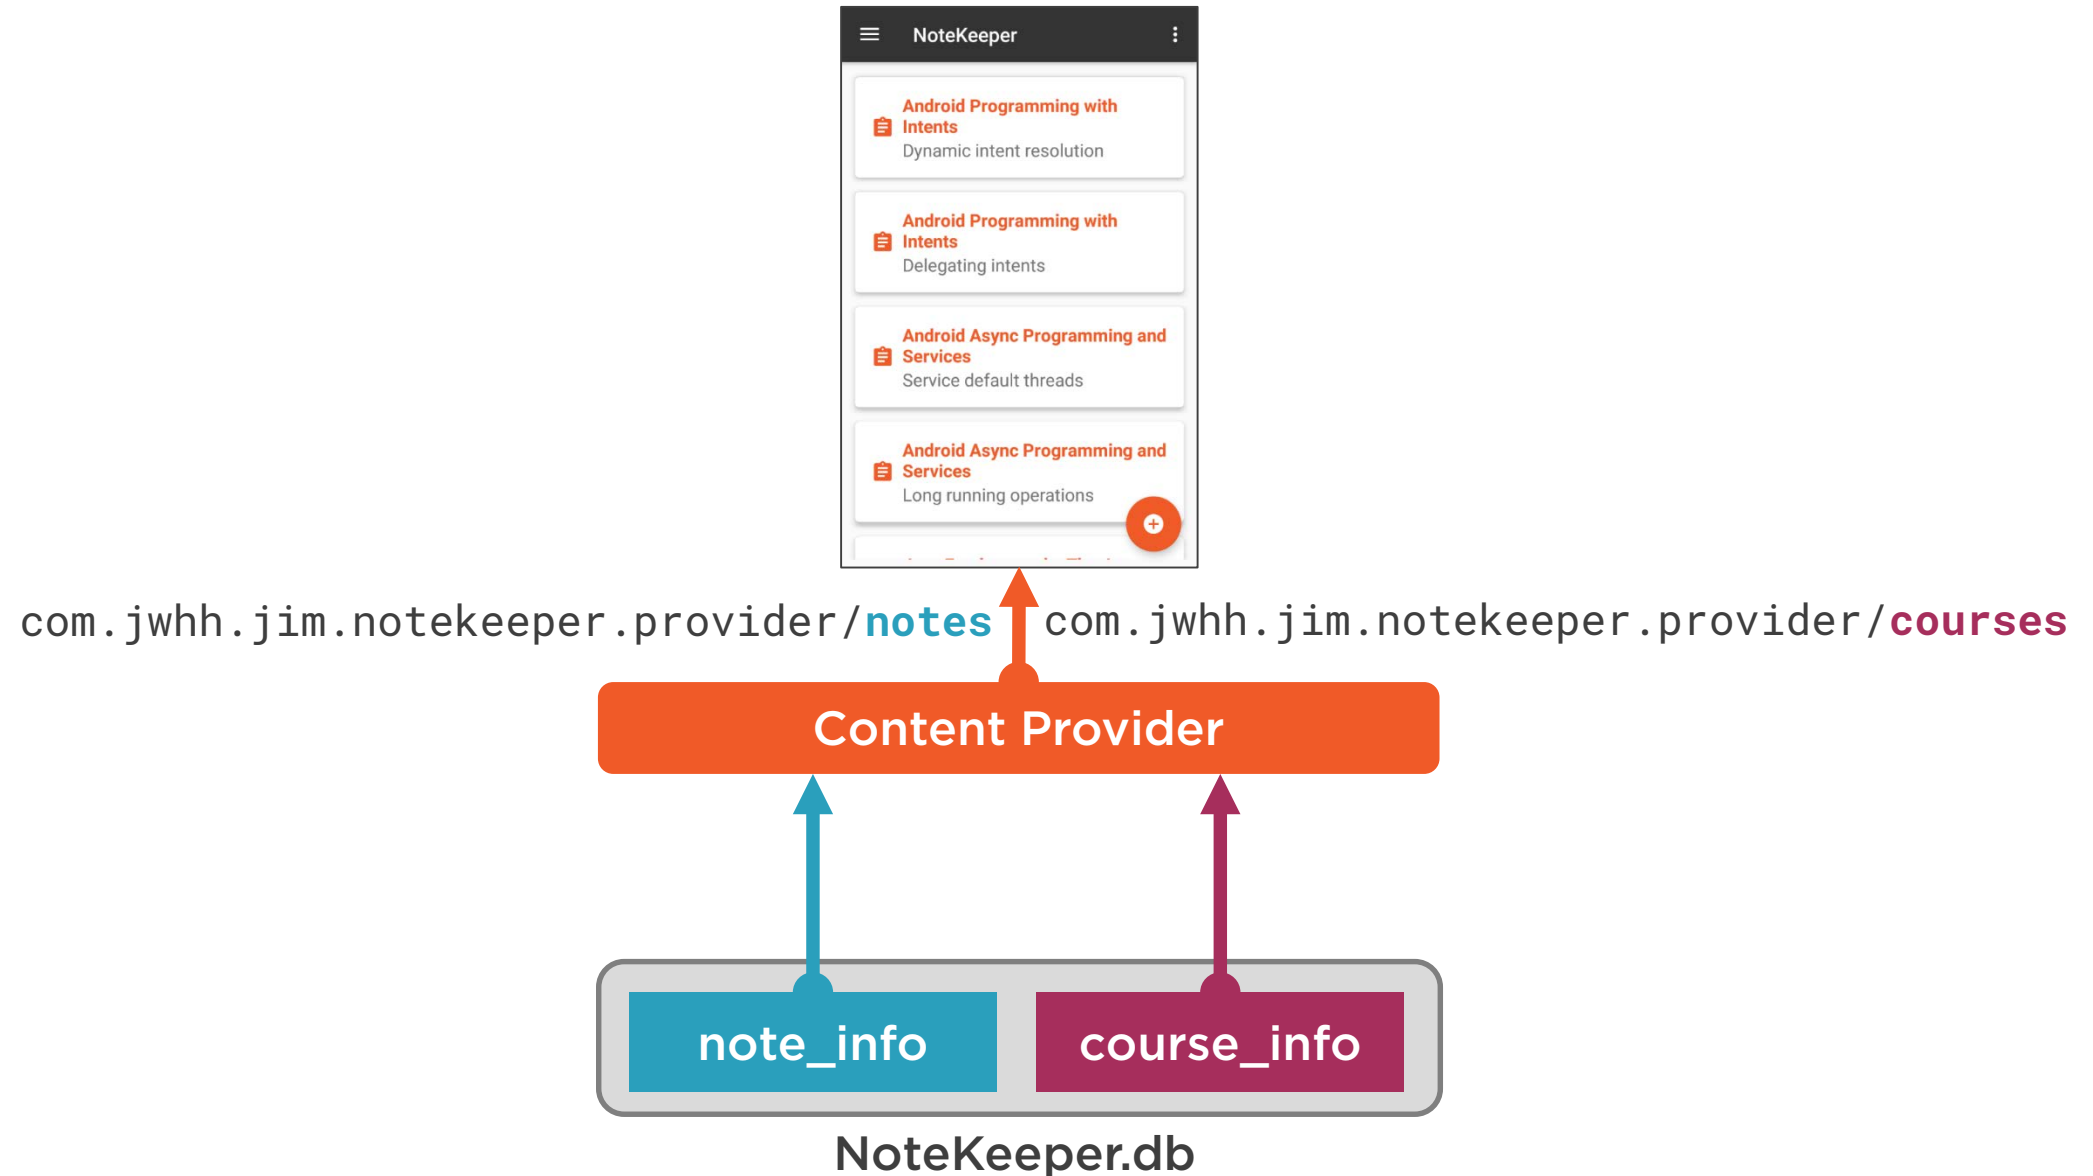 NoteKeeper
Android Programming with
Intents
Dynamic intent resolution
Android Programming with
Intents
Delegating intents
Android Async Programming and
Services
Service default threads
Android Async Programming and
Services
Long running operations
com.jwhh.jim.notekeeper.provider/notes
com.jwhh.jim.notekeeper.provider/courses
Content Provider
note_info
course_info
NoteKeeper.db